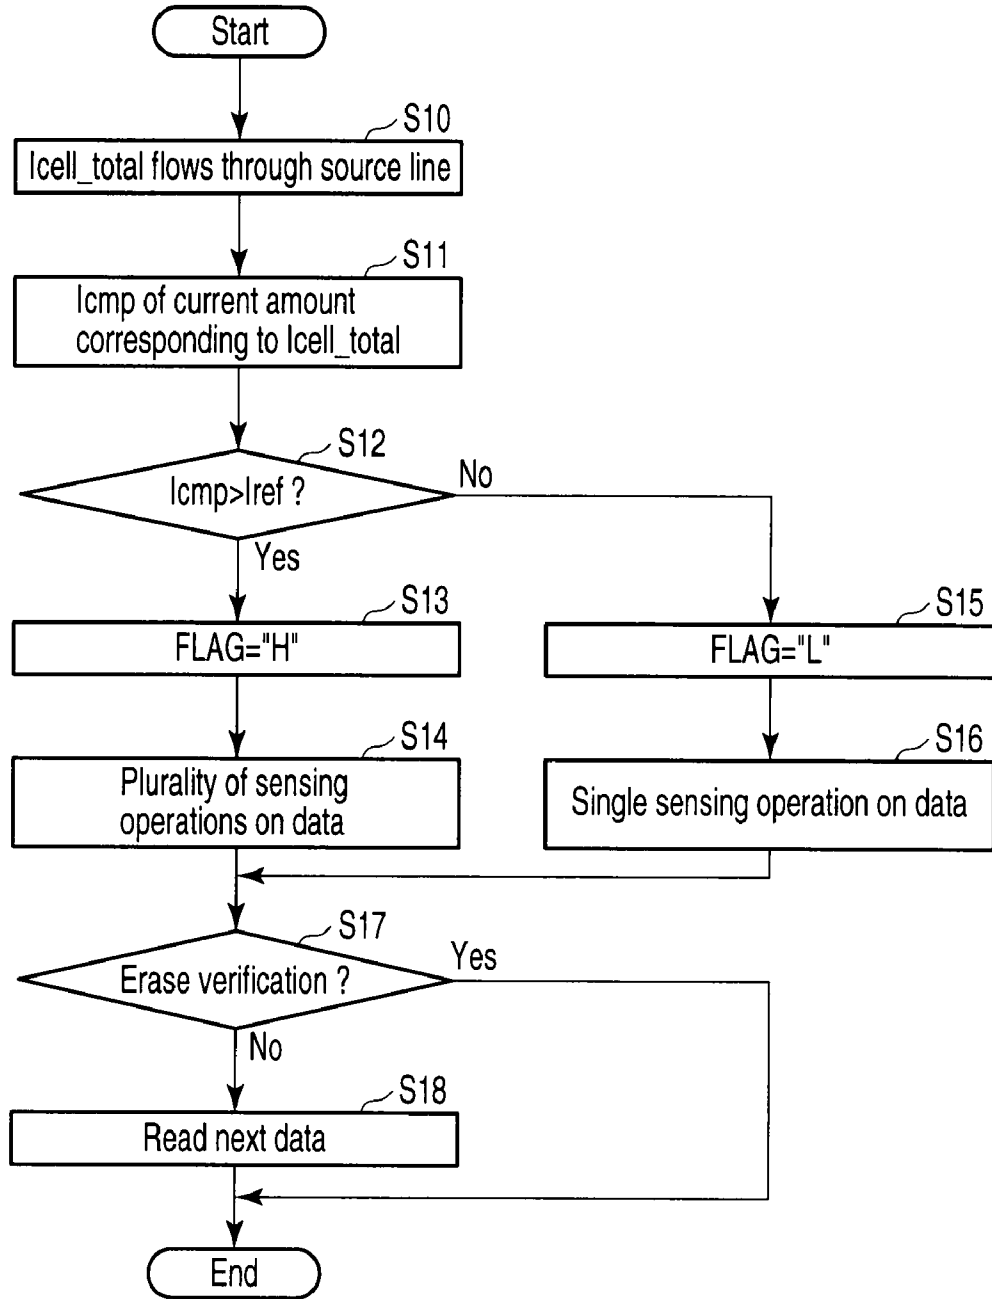 Start
S10
Icell_total flows through source line
S11
Icmp of current amount
corresponding to Icell_total
S12
Icmp>Iref ?
No
Yes
S13
FLAG="H"
S15
FLAG="L"
S14
Plurality of sensing
operations on data
S16
Single sensing operation on data
S17
Erase verification ?
Yes
No
S18
Read next data
End